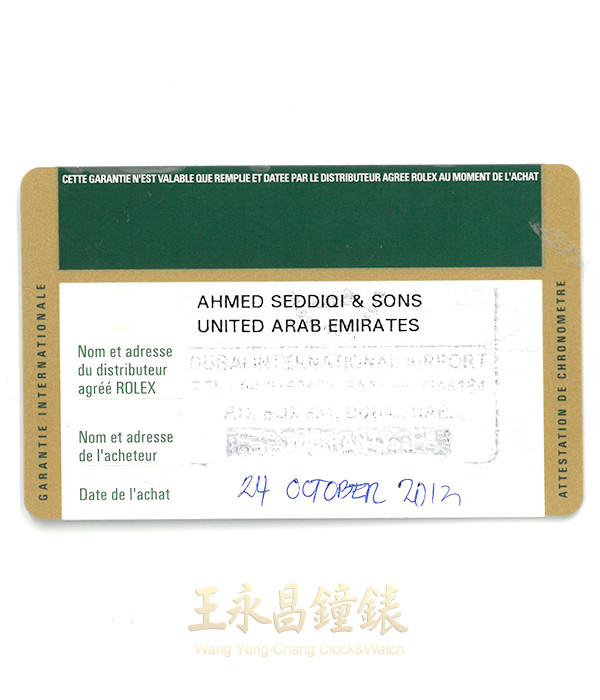 CETTE GARANTIE N'EST VALABLE QUE REMPLIE ET DATEE PAR LE DISTRIBUTEUR AGREE ROLEX AU MOMENT DE L'ACHAT
GARANTIE INTERNATIONALE
AHMED SEDDIQI & SONS
UNITED ARAB EMIRATES
Nom et adresse
du distributeur
agréé ROLEX
DUBAI INTERNATIONAL AIRPORT
Nom et adresse
de l'acheteur
Date de l'achat
24 OCTOBER 2012
ATTESTATION DE CHRONOMETRE
王永昌鐘錶
Wang Yung-Chang Clock&Watch